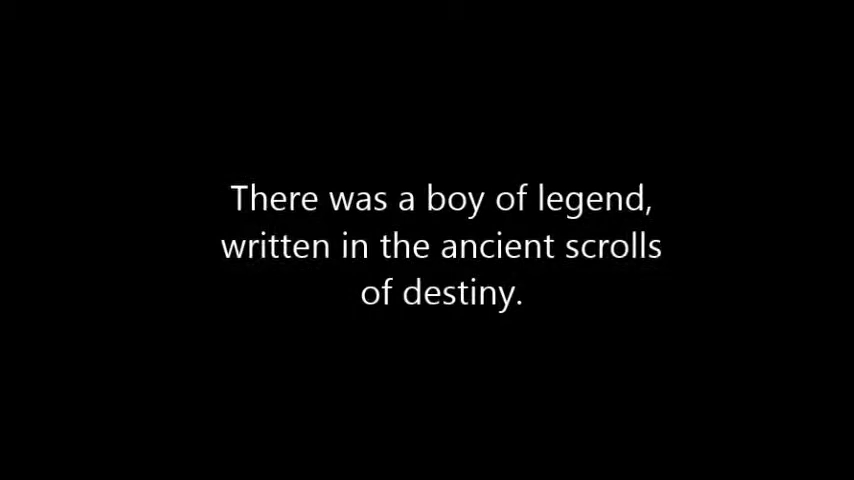 There was a boy of legend,
written in the ancient scrolls
of destiny.